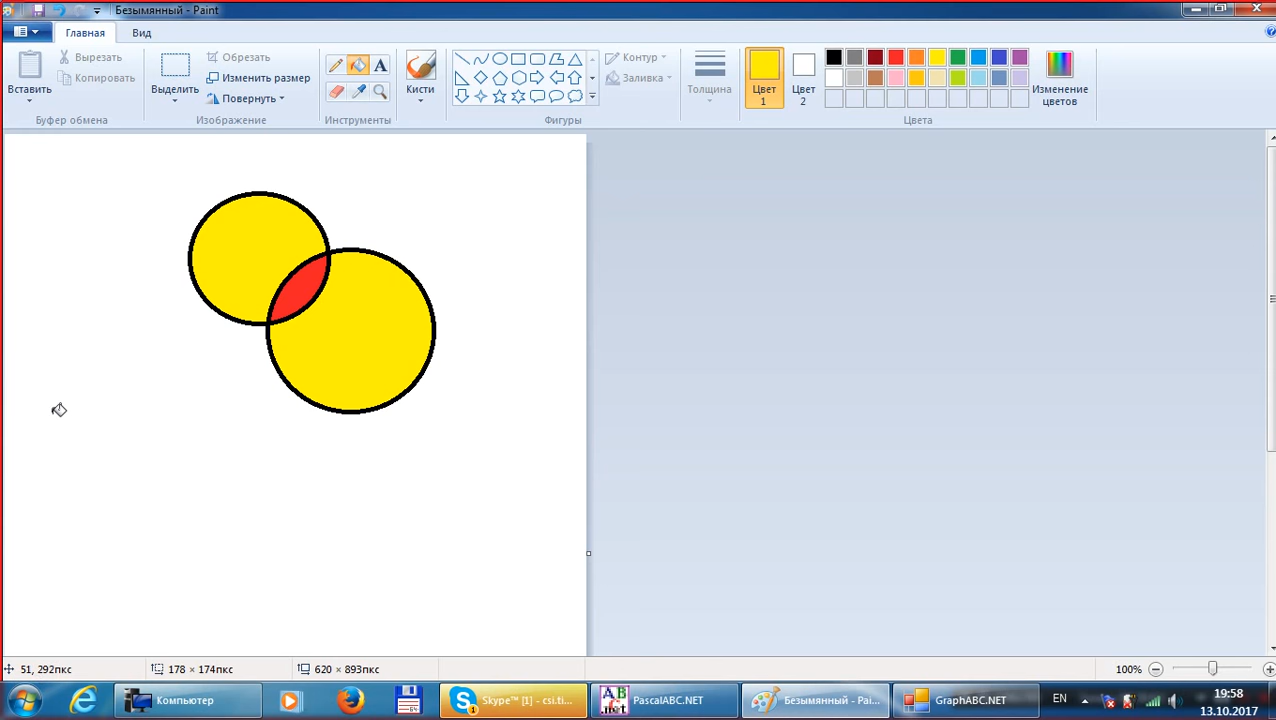 Безымянный - Paint
Главная Вид
Вставить
Вырезать
Копировать
Буфер обмена
Выделить
Обрезать
Изменить размер
Повернуть
Изображение
A
Инструменты
Кисти
Контур
Заливка
Фигуры
Толщина
Цвет 1
Цвет 2
Изменение цветов
Цвета
51, 292пкс 178 × 174пкс 620 × 893пкс 100%
Компьютер 64 Skype™ [1] - csi.ti... PascalABC.NET Безымянный - Pai... GraphABC.NET EN 19:58
13.10.2017